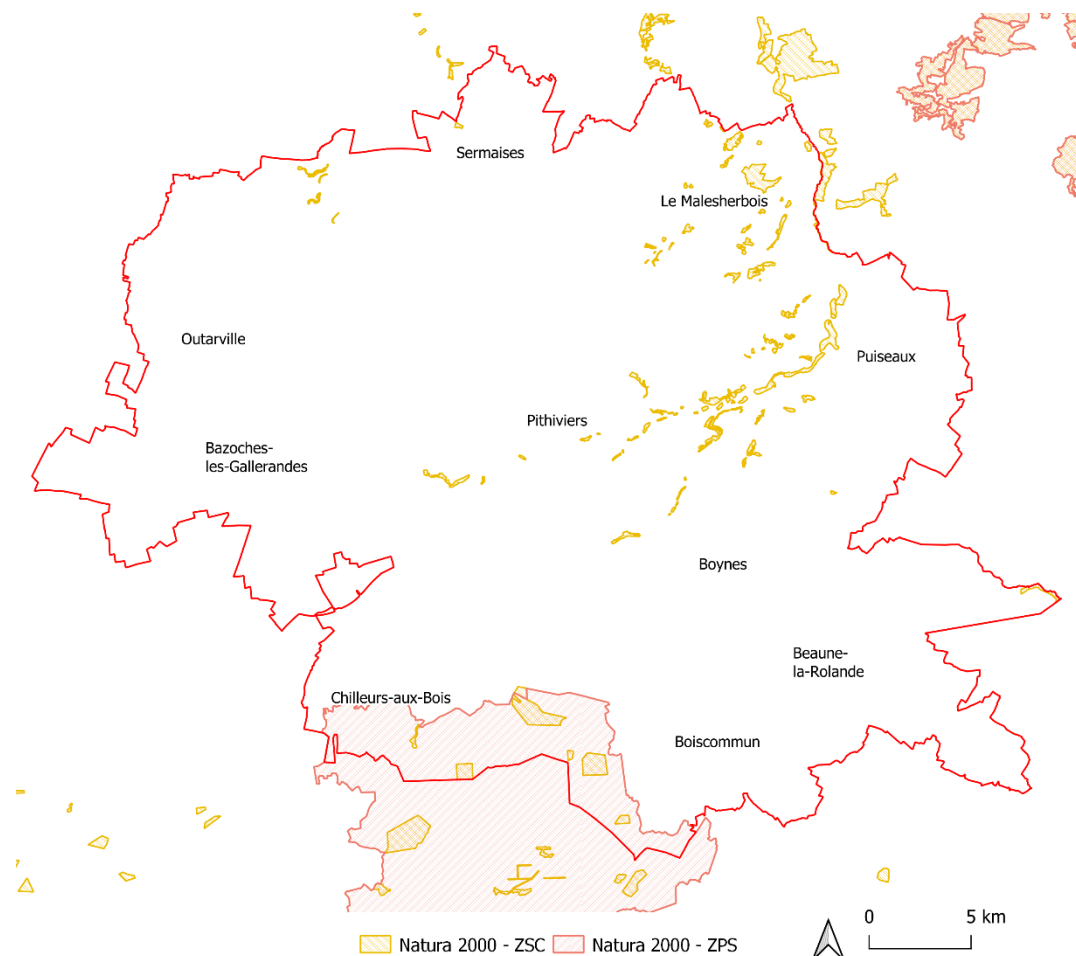 Sermaises
Le Malesherbois
Outarville
Puiseaux
Pithiviers
Bazoches-
les-Gallerandes
Boynes
Beaune-
la-Rolande
Chilleurs-aux-Bois
Boiscommun
0 5 km
Natura 2000 - ZSC Natura 2000 - ZPS